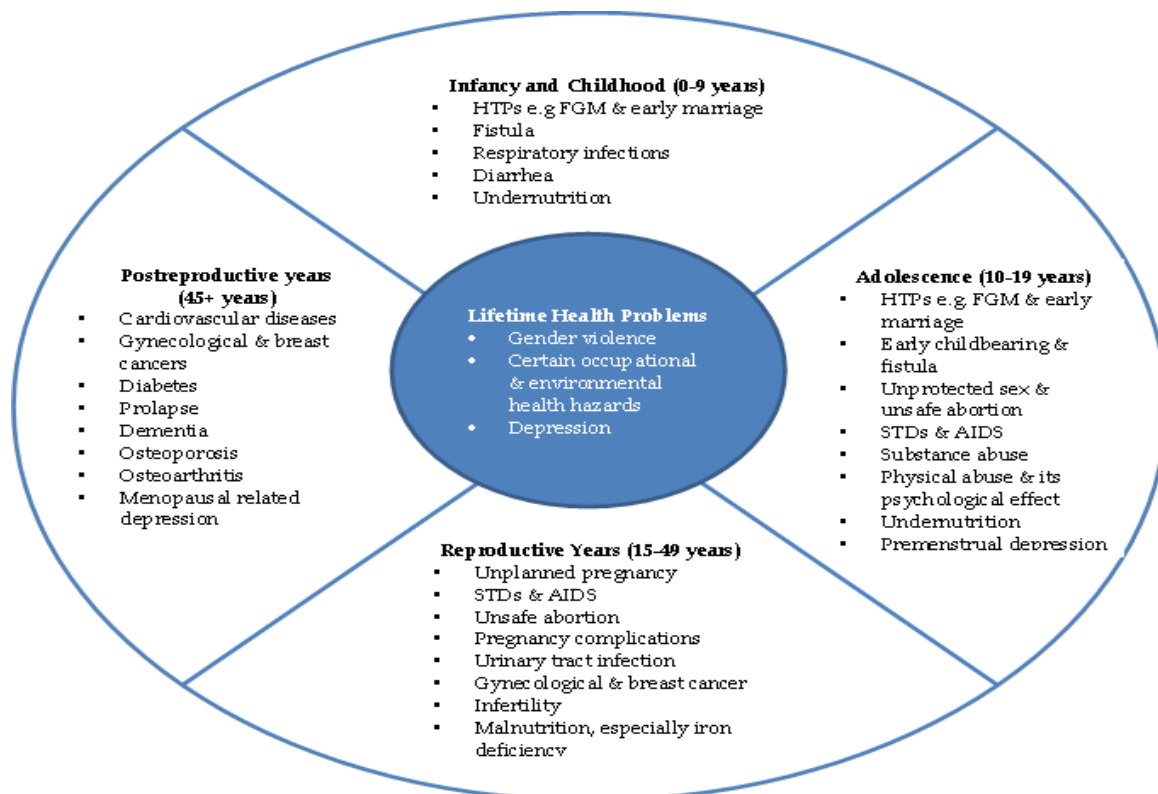 Infancy and Childhood (0-9 years)
▪ HTPs e.g FGM & early marriage
▪ Fistula
▪ Respiratory infections
▪ Diarrhea
▪ Undernutrition
Postreproductive years
(45+ years)
▪ Cardiovascular diseases
▪ Gynecological & breast
cancers
▪ Diabetes
▪ Prolapse
▪ Dementia
▪ Osteoporosis
▪ Osteoarthritis
▪ Menopausal related
depression
Lifetime Health Problems
• Gender violence
• Certain occupational
& environmental
health hazards
• Depression
Adolescence (10-19 years)
▪ HTPs e.g. FGM & early
marriage
▪ Early childbearing &
fistula
▪ Unprotected sex &
unsafe abortion
▪ STDs & AIDS
▪ Substance abuse
▪ Physical abuse & its
psychological effect
▪ Undernutrition
▪ Premenstrual depression
Reproductive Years (15-49 years)
▪ Unplanned pregnancy
▪ STDs & AIDS
▪ Unsafe abortion
▪ Pregnancy complications
▪ Urinary tract infection
▪ Gynecological & breast cancer
▪ Infertility
▪ Malnutrition, especially iron
deficiency